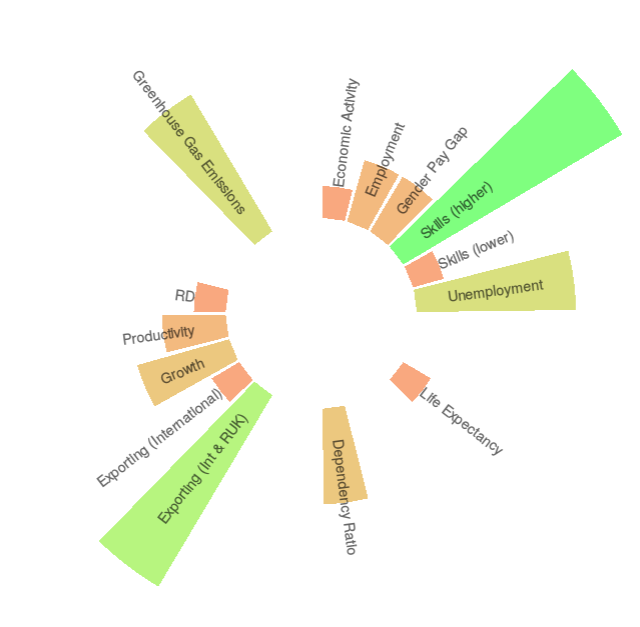 Economic Activity
Employment
Gender Pay Gap
Skills (higher)
Skills (lower)
Unemployment
Life Expectancy
Dependency Ratio
Exporting (Int & RUK)
Exporting (International)
Growth
Productivity
RD
Greenhouse Gas Emissions